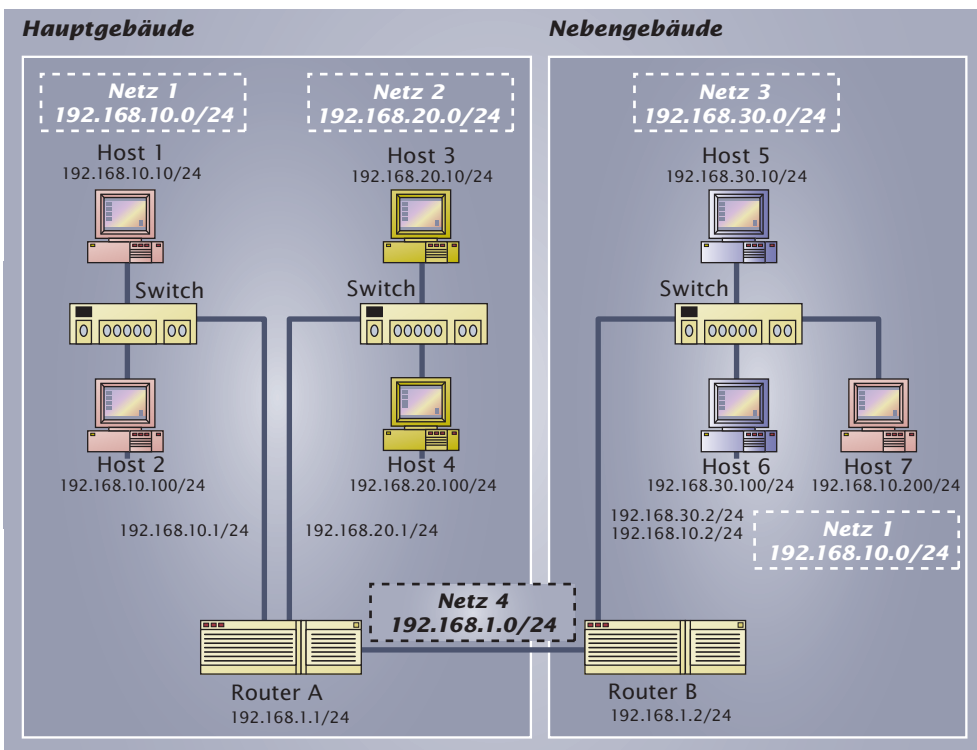 Hauptgebäude
Nebengebäude
Netz 1
192.168.10.0/24
Netz 2
192.168.20.0/24
Netz 3
192.168.30.0/24
Host 1
192.168.10.10/24
Host 3
192.168.20.10/24
Host 5
192.168.30.10/24
Switch
Switch
Switch
Host 2
192.168.10.100/24
Host 4
192.168.20.100/24
Host 6
192.168.30.100/24
Host 7
192.168.10.200/24
192.168.10.1/24
192.168.20.1/24
192.168.30.2/24
192.168.10.2/24
Netz 1
192.168.10.0/24
Netz 4
192.168.1.0/24
Router A
192.168.1.1/24
Router B
192.168.1.2/24